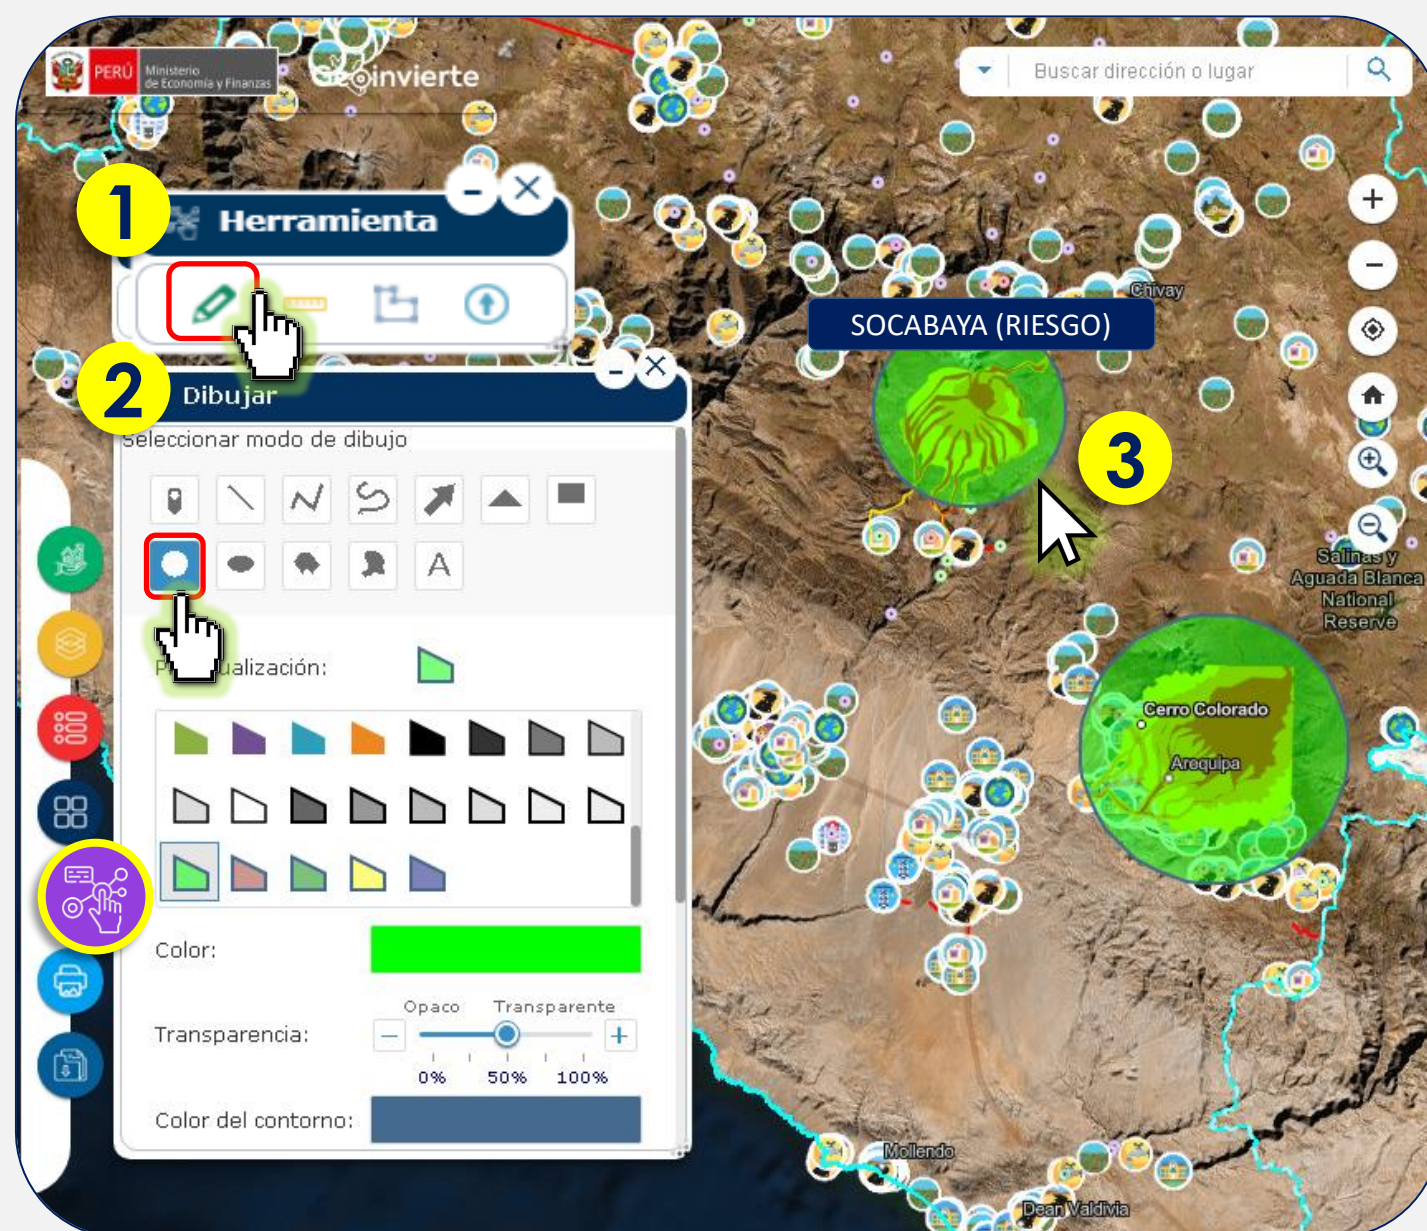 PERÚ
Ministerio
de Economía y Finanzas
Geoinvierte
Buscar dirección o lugar
1
Herramienta
Chivay
SOCABAYA (RIESGO)
2
Dibujar
Seleccionar modo de dibujo
3
A
Salinas y
Aguada Blanca
National
Reserve
Cerro Colorado
Arequipa
Color:
Opaco Transparente
Transparencia:
0% 50% 100%
Color del contorno:
Mollendo
Dean Valdivia